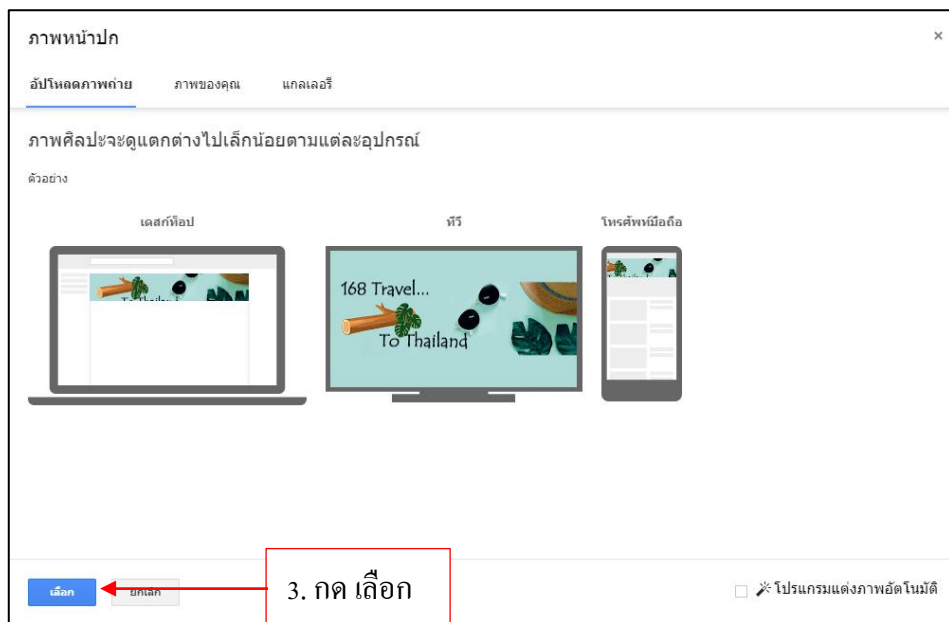 ภาพหน้าปก
×
อัปโหลดภาพถ่าย ภาพของคุณ แกลเลอรี
ภาพศิลปะจะดูแตกต่างไปเล็กน้อยตามแต่ละอุปกรณ์
ตัวอย่าง
เดสก์ท็อป ทีวี โทรศัพท์มือถือ
168 Travel...
To Thailand
เลือก ยกเลิก
3. กด เลือก
โปรแกรมแต่งภาพอัตโนมัติ